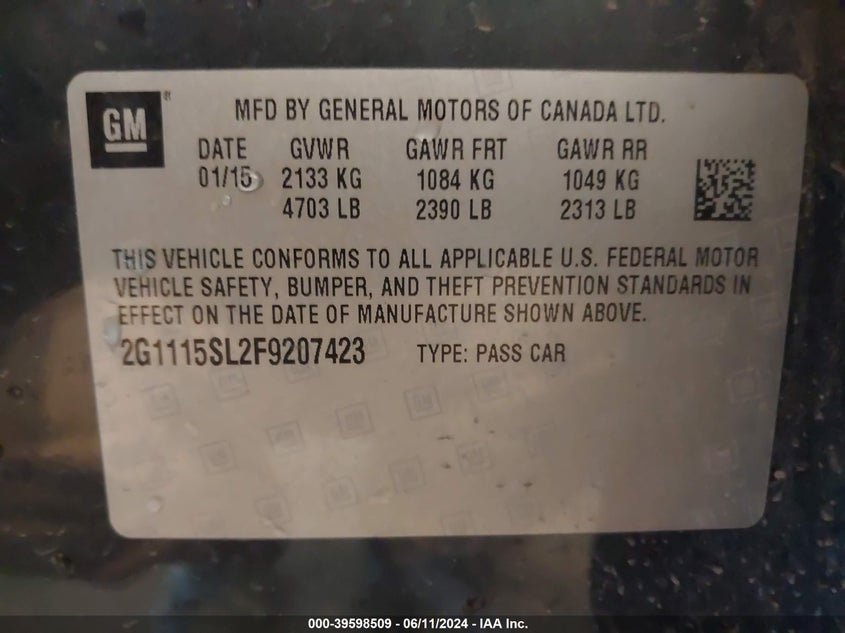 GM®
MFD BY GENERAL MOTORS OF CANADA LTD.
DATE GVWR GAWR FRT GAWR RR
01/15 2133 KG 1084 KG 1049 KG
4703 LB 2390 LB 2313 LB
THIS VEHICLE CONFORMS TO ALL APPLICABLE U.S. FEDERAL MOTOR
VEHICLE SAFETY, BUMPER, AND THEFT PREVENTION STANDARDS IN
EFFECT ON THE DATE OF MANUFACTURE SHOWN ABOVE.
2G1115SL2F9207423 TYPE: PASS CAR
000-39598509 - 06/11/2024 - IAA Inc.